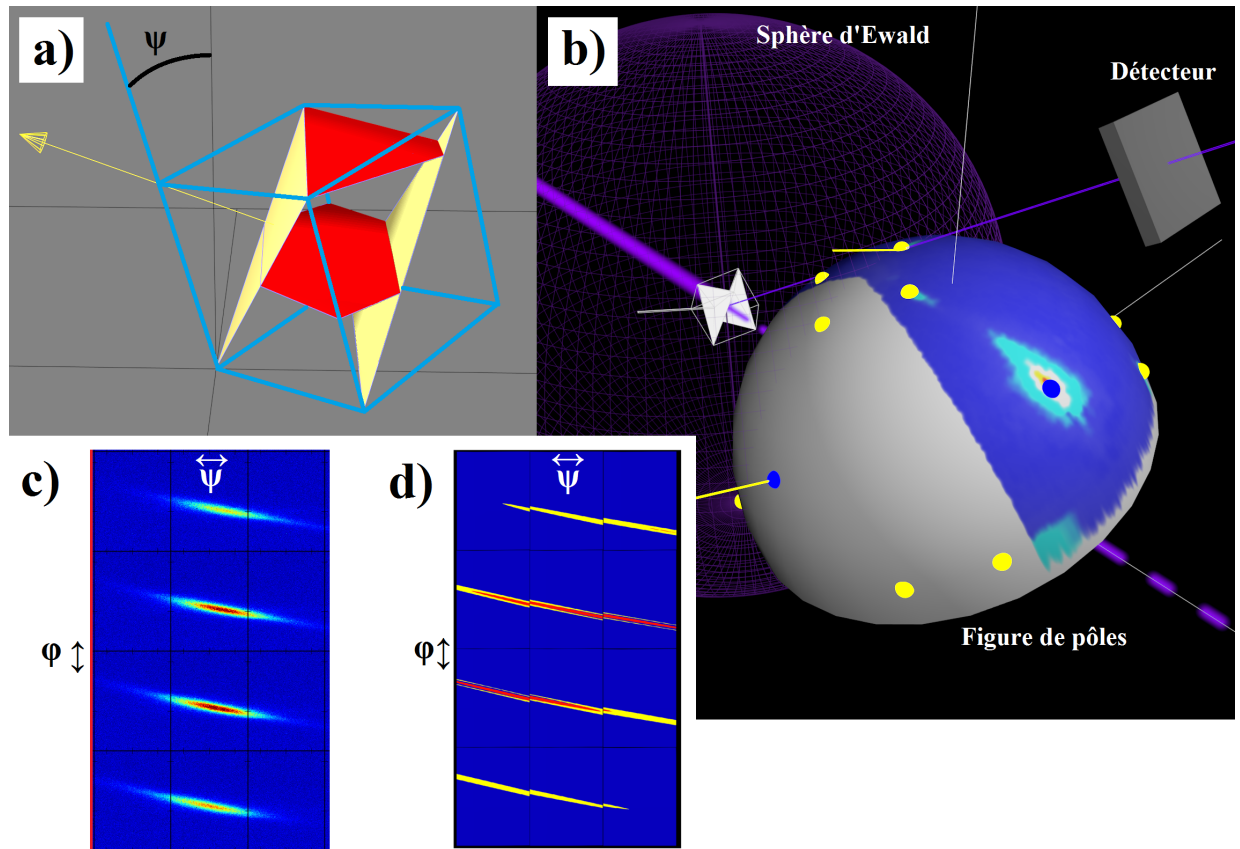 a)
ψ
b)
Sphère d'Ewald
Détecteur
Figure de pôles
c)
ψ
φ
d)
ψ
φ